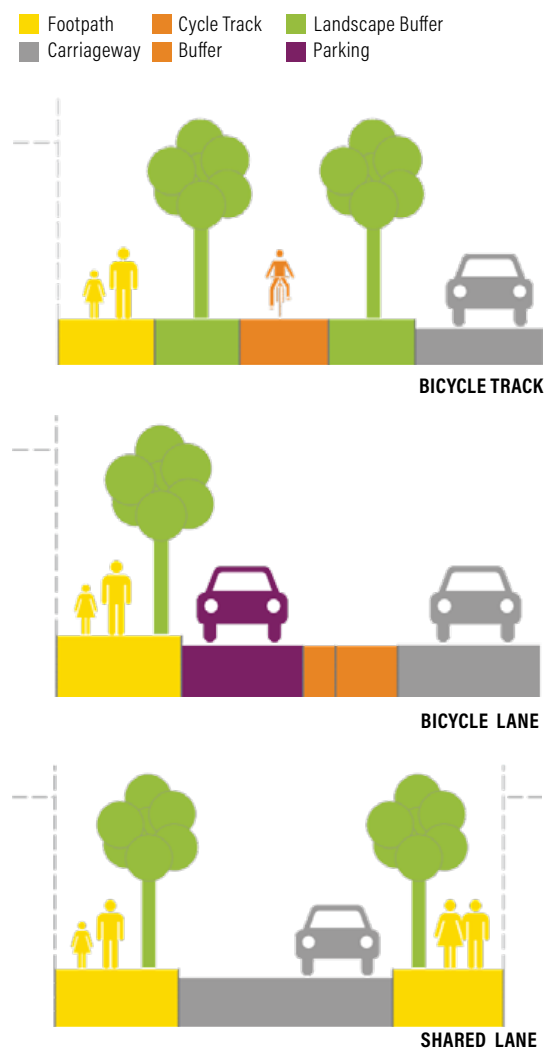 Footpath Cycle Track Landscape Buffer
Carriageway Buffer Parking
BICYCLE TRACK
BICYCLE LANE
SHARED LANE